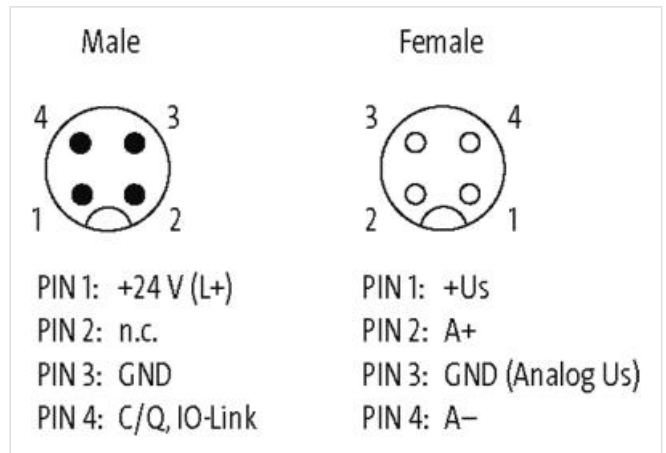 Male Female
4 3 3 4
1 2 2 1
PIN 1: +24 V (L+) PIN 1: +Us
PIN 2: n.c. PIN 2: A+
PIN 3: GND PIN 3: GND (Analog Us)
PIN 4: C/Q, IO-Link PIN 4: A–